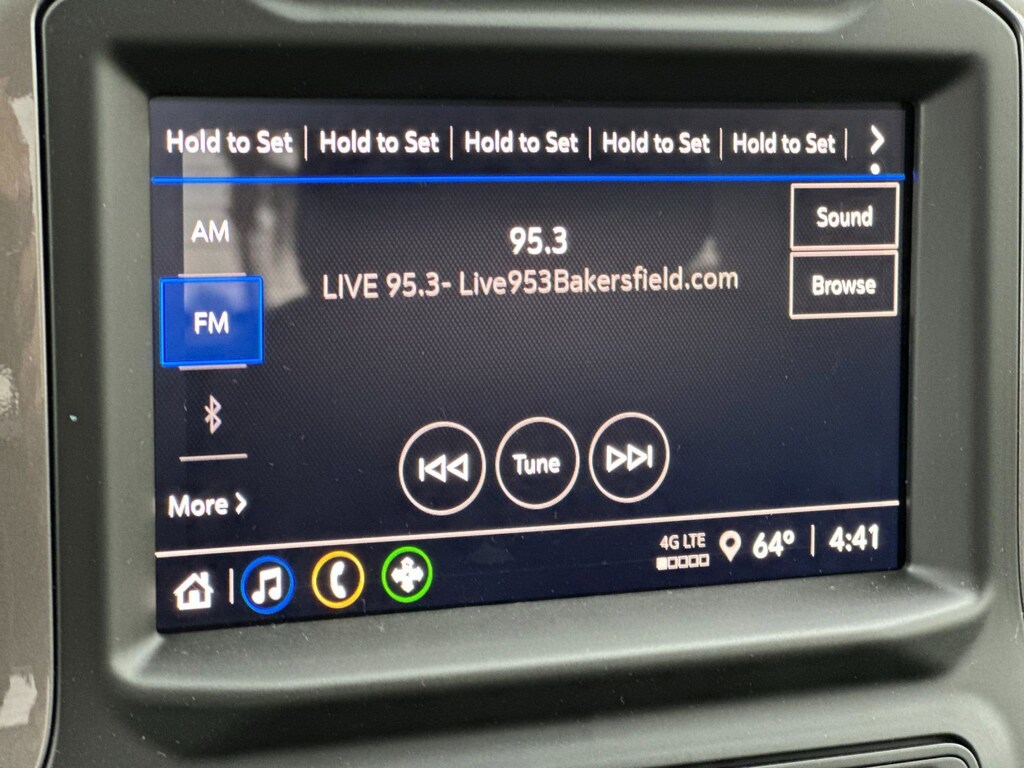 Hold to Set | Hold to Set | Hold to Set | Hold to Set | Hold to Set |
Sound
AM
95.3
LIVE 95.3- Live953Bakersfield.com
Browse
FM
Tune
More >
4G LTE
64° | 4:41